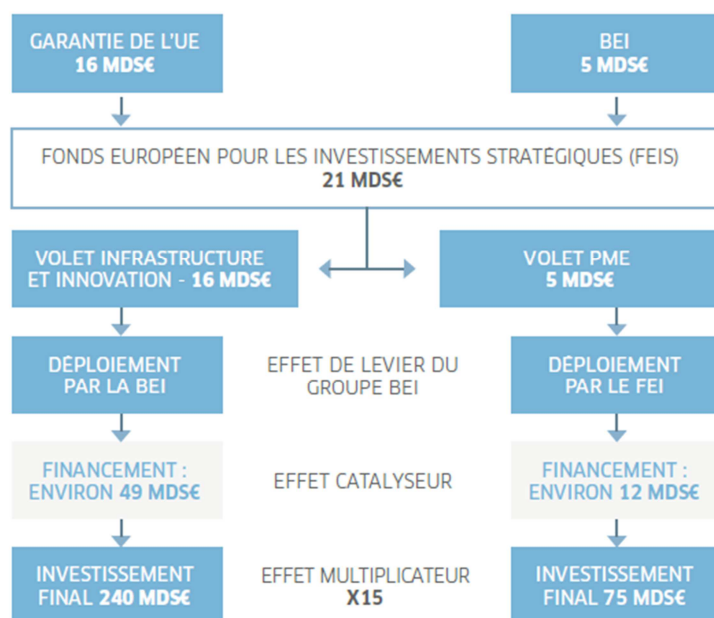 GARANTIE DE L'UE
16 MDS€
BEI
5 MDS€
FONDS EUROPÉEN POUR LES INVESTISSEMENTS STRATÉGIQUES (FEIS)
21 MDS€
VOLET INFRASTRUCTURE
ET INNOVATION - 16 MDS€
VOLET PME
5 MDS€
DÉPLOIEMENT
PAR LA BEI
EFFET DE LEVIER DU
GROUPE BEI
DÉPLOIEMENT
PAR LE FEI
FINANCEMENT :
ENVIRON 49 MDS€
EFFET CATALYSEUR
FINANCEMENT :
ENVIRON 12 MDS€
INVESTISSEMENT
FINAL 240 MDS€
EFFET MULTIPLICATEUR
X15
INVESTISSEMENT
FINAL 75 MDS€